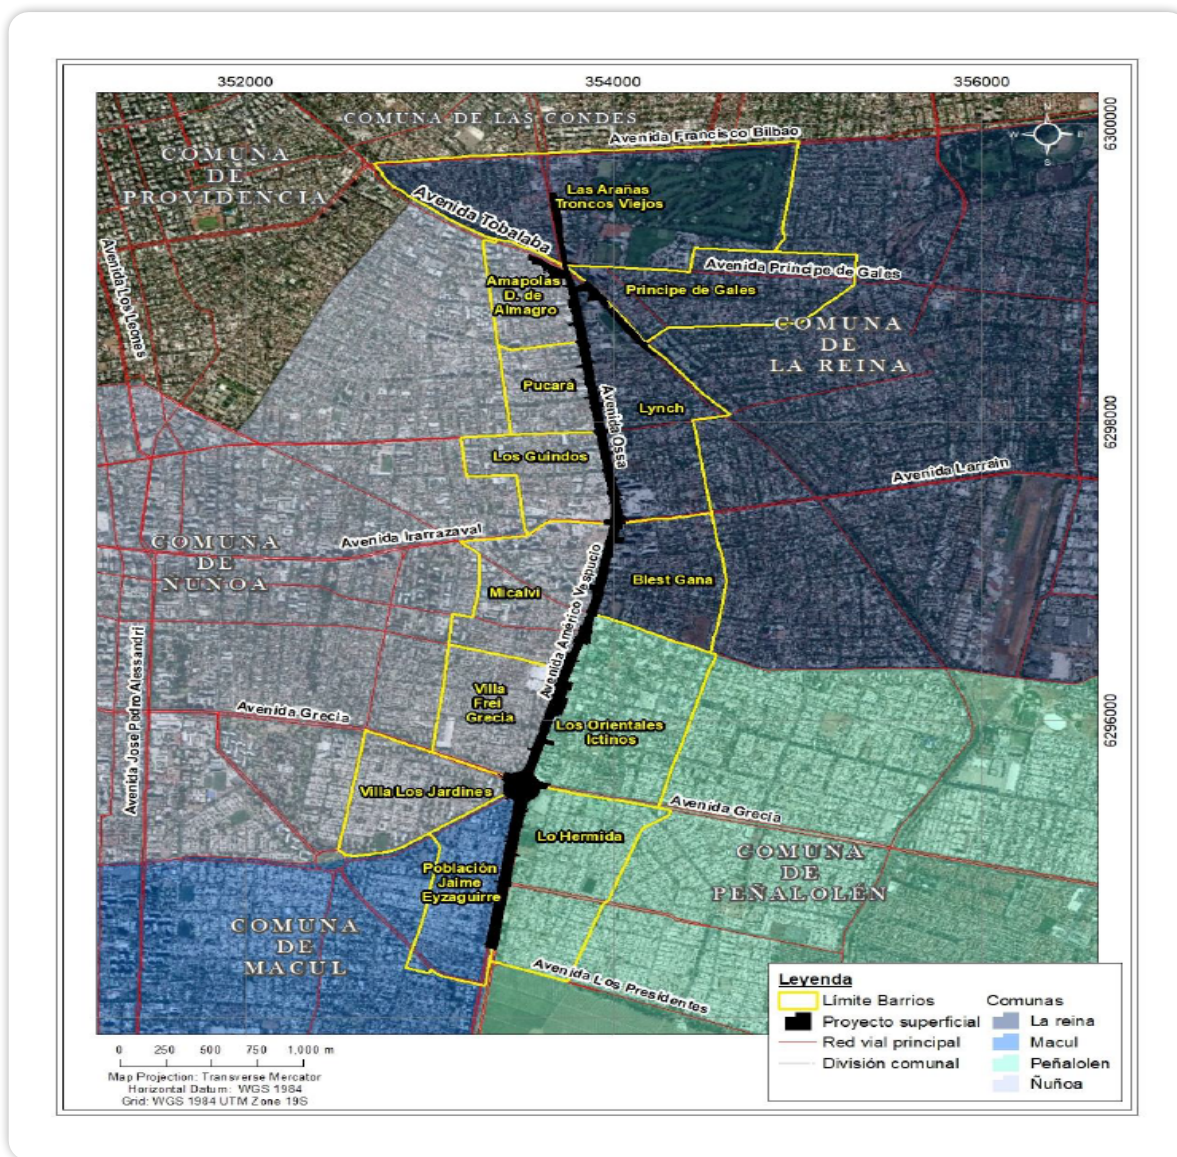 352000
354000
356000
6300000
6298000
6296000
COMUNA DE LAS CONDES
Avenida Francisco Bilbao
N
W
E
S
COMUNA
DE
PROVIDENCIA
Las Arañas
Troncos Viejos
Avenida Tobalaba
Avenida Los Leones
Avenida Principe de Gales
Amapolas
D. de
Almagro
Principe de Gales
COMUNA
DE
LA REINA
Pucará
Lynch
Avenida Ossa
Los Guindos
Avenida Larrain
Avenida Irarrazaval
COMUNA
DE
ÑUÑOA
Micalvi
Blest Gana
Avenida Américo Vespucio
Avenida Jose Pedro Alessandri
Villa
Frei
Grecia
Avenida Grecia
Los Orientales
Ictinos
Villa Los Jardines
Avenida Grecia
Lo Hermida
COMUNA
DE
PEÑALOLÉN
Población
Jaime
Eyzaguirre
COMUNA
DE
MACUL
Avenida Los Presidentes
Leyenda
Límite Barrios
Proyecto superficial
Red vial principal
División comunal
Comunas
La reina
Macul
Peñalolen
Ñuñoa
0 250 500 750 1,000 m
Map Projection: Transverse Mercator
Horizontal Datum: WGS 1984
Grid: WGS 1984 UTM Zone 19S